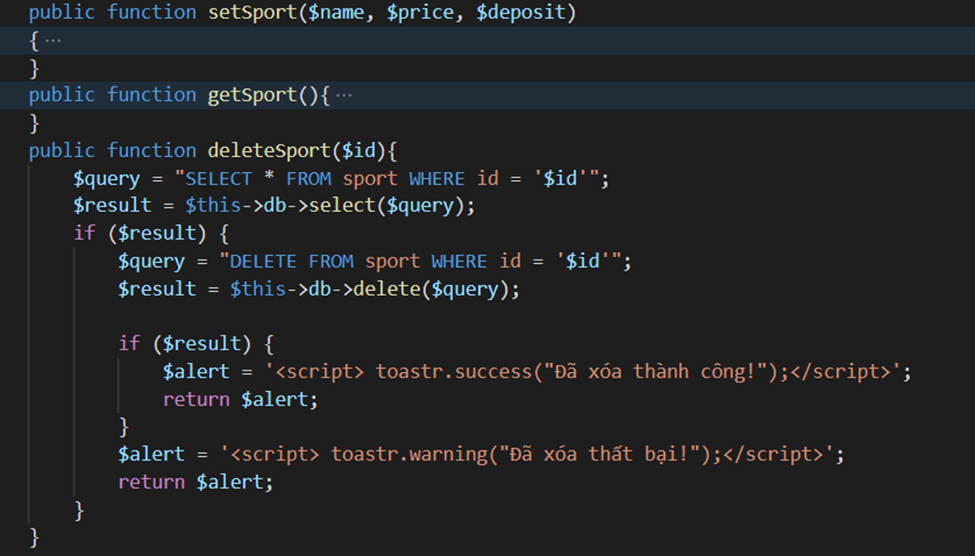 public function setSport($name, $price, $deposit)
{ ···
}
public function getSport(){ ···
}
public function deleteSport($id){
$query = "SELECT * FROM sport WHERE id = '$id'";
$result = $this->db->select($query);
if ($result) {
$query = "DELETE FROM sport WHERE id = '$id'";
$result = $this->db->delete($query);
if ($result) {
$alert = '<script> toastr.success("Đã xóa thành công!");</script>';
return $alert;
}
$alert = '<script> toastr.warning("Đã xóa thất bại!");</script>';
return $alert;
}
}